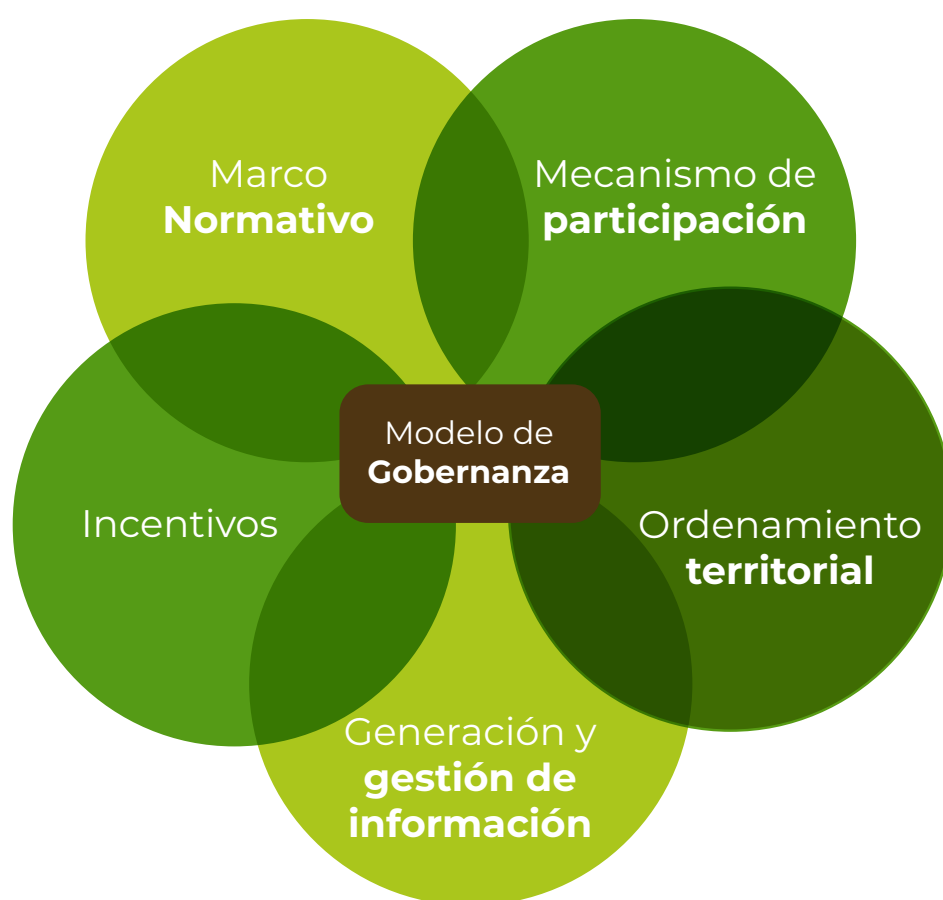 Marco
Normativo
Mecanismo de
participación
Modelo de
Gobernanza
Incentivos
Ordenamiento
territorial
Generación y
gestión de
información